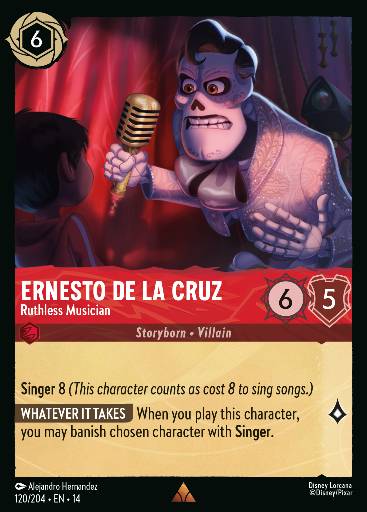 6
ERNESTO DE LA CRUZ
Ruthless Musician
6
5
Storyborn • Villain
Singer 8 (This character counts as cost 8 to sing songs.)
WHATEVER IT TAKES When you play this character,
you may banish chosen character with Singer.
Alejandro Hernandez
120/204 • EN • 14
Disney Lorcana
©Disney/Pixar